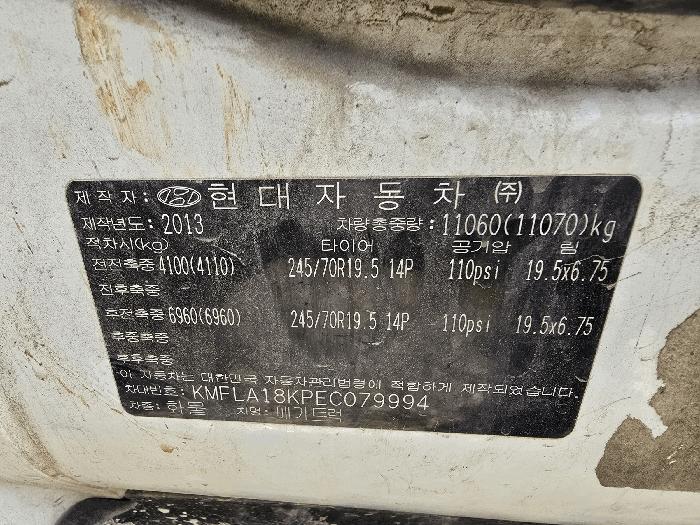 제 작 자 : 현 대 자 동 차 ㈜
제작년도: 2013 차량총중량: 11060(11070)kg
적차시(KG) 타이어 공기압 림
전전축중 4100(4110) 245/70R19.5 14P 110psi 19.5x6.75
전후축중
후전축중 6960(6960) 245/70R19.5 14P 110psi 19.5x6.75
후중축중
후후축중
이 자동차는 대한민국 자동차관리법령에 적합하게 제작되었습니다.
차대번호: KMFLA18KPEC079994
차종: 화물 차명: 메가트럭